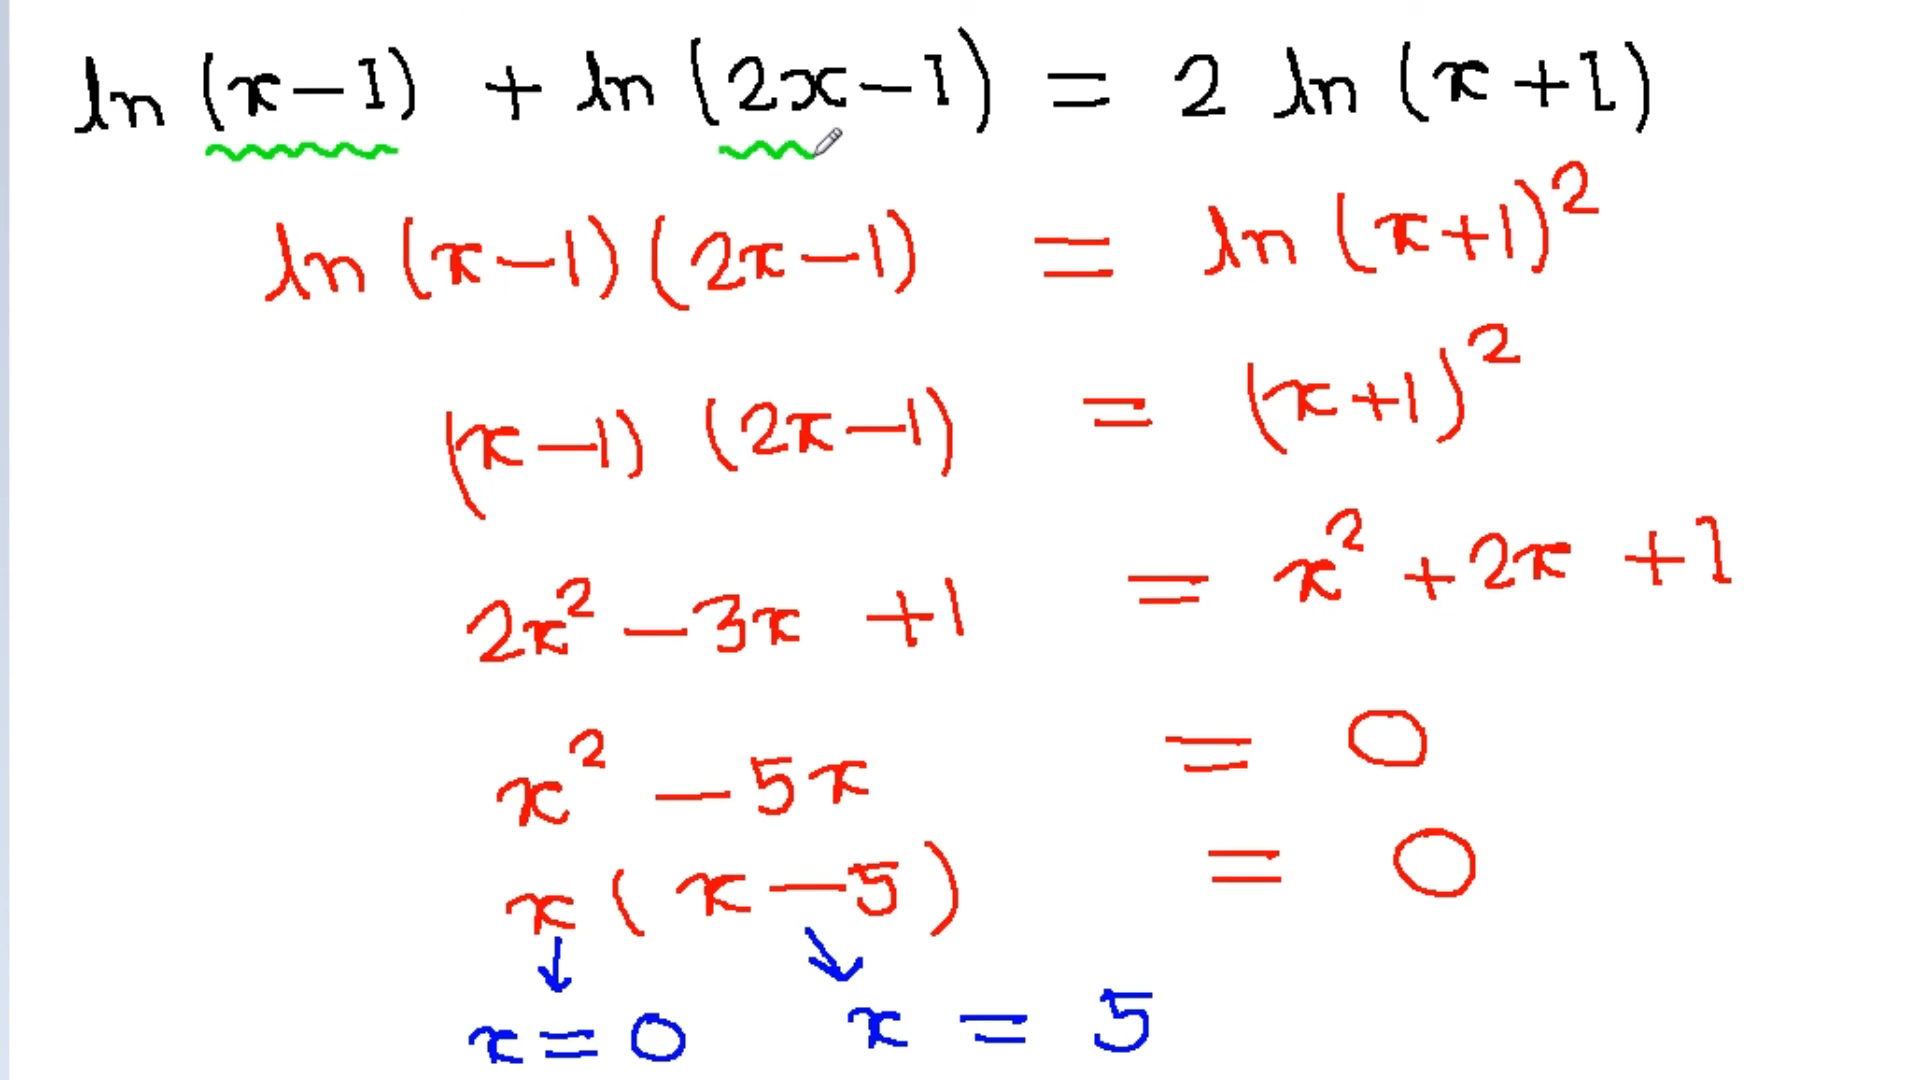 ln (x-1) + ln (2x-1) = 2 ln (x+1)
ln (x-1) (2x-1) = ln (x+1)²
(x-1) (2x-1) = (x+1)²
2x² - 3x + 1 = x² + 2x + 1
x² - 5x = 0
x (x-5) = 0
x = 0 x = 5